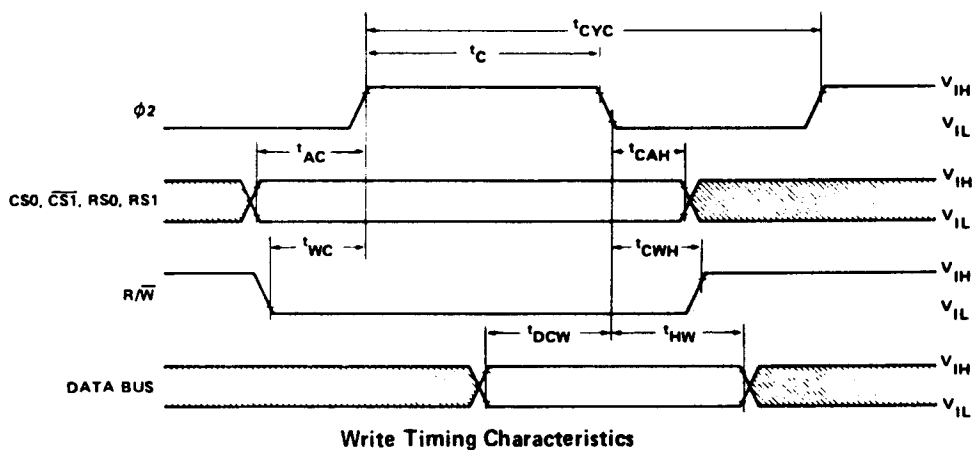 tCYC
tC
φ2
VIH
VIL
tAC
tCAH
CS0, C̅S̅1̅, RS0, RS1
VIH
VIL
tWC
tCWH
R/W̅
VIH
VIL
tDCW
tHW
DATA BUS
VIH
VIL
Write Timing Characteristics